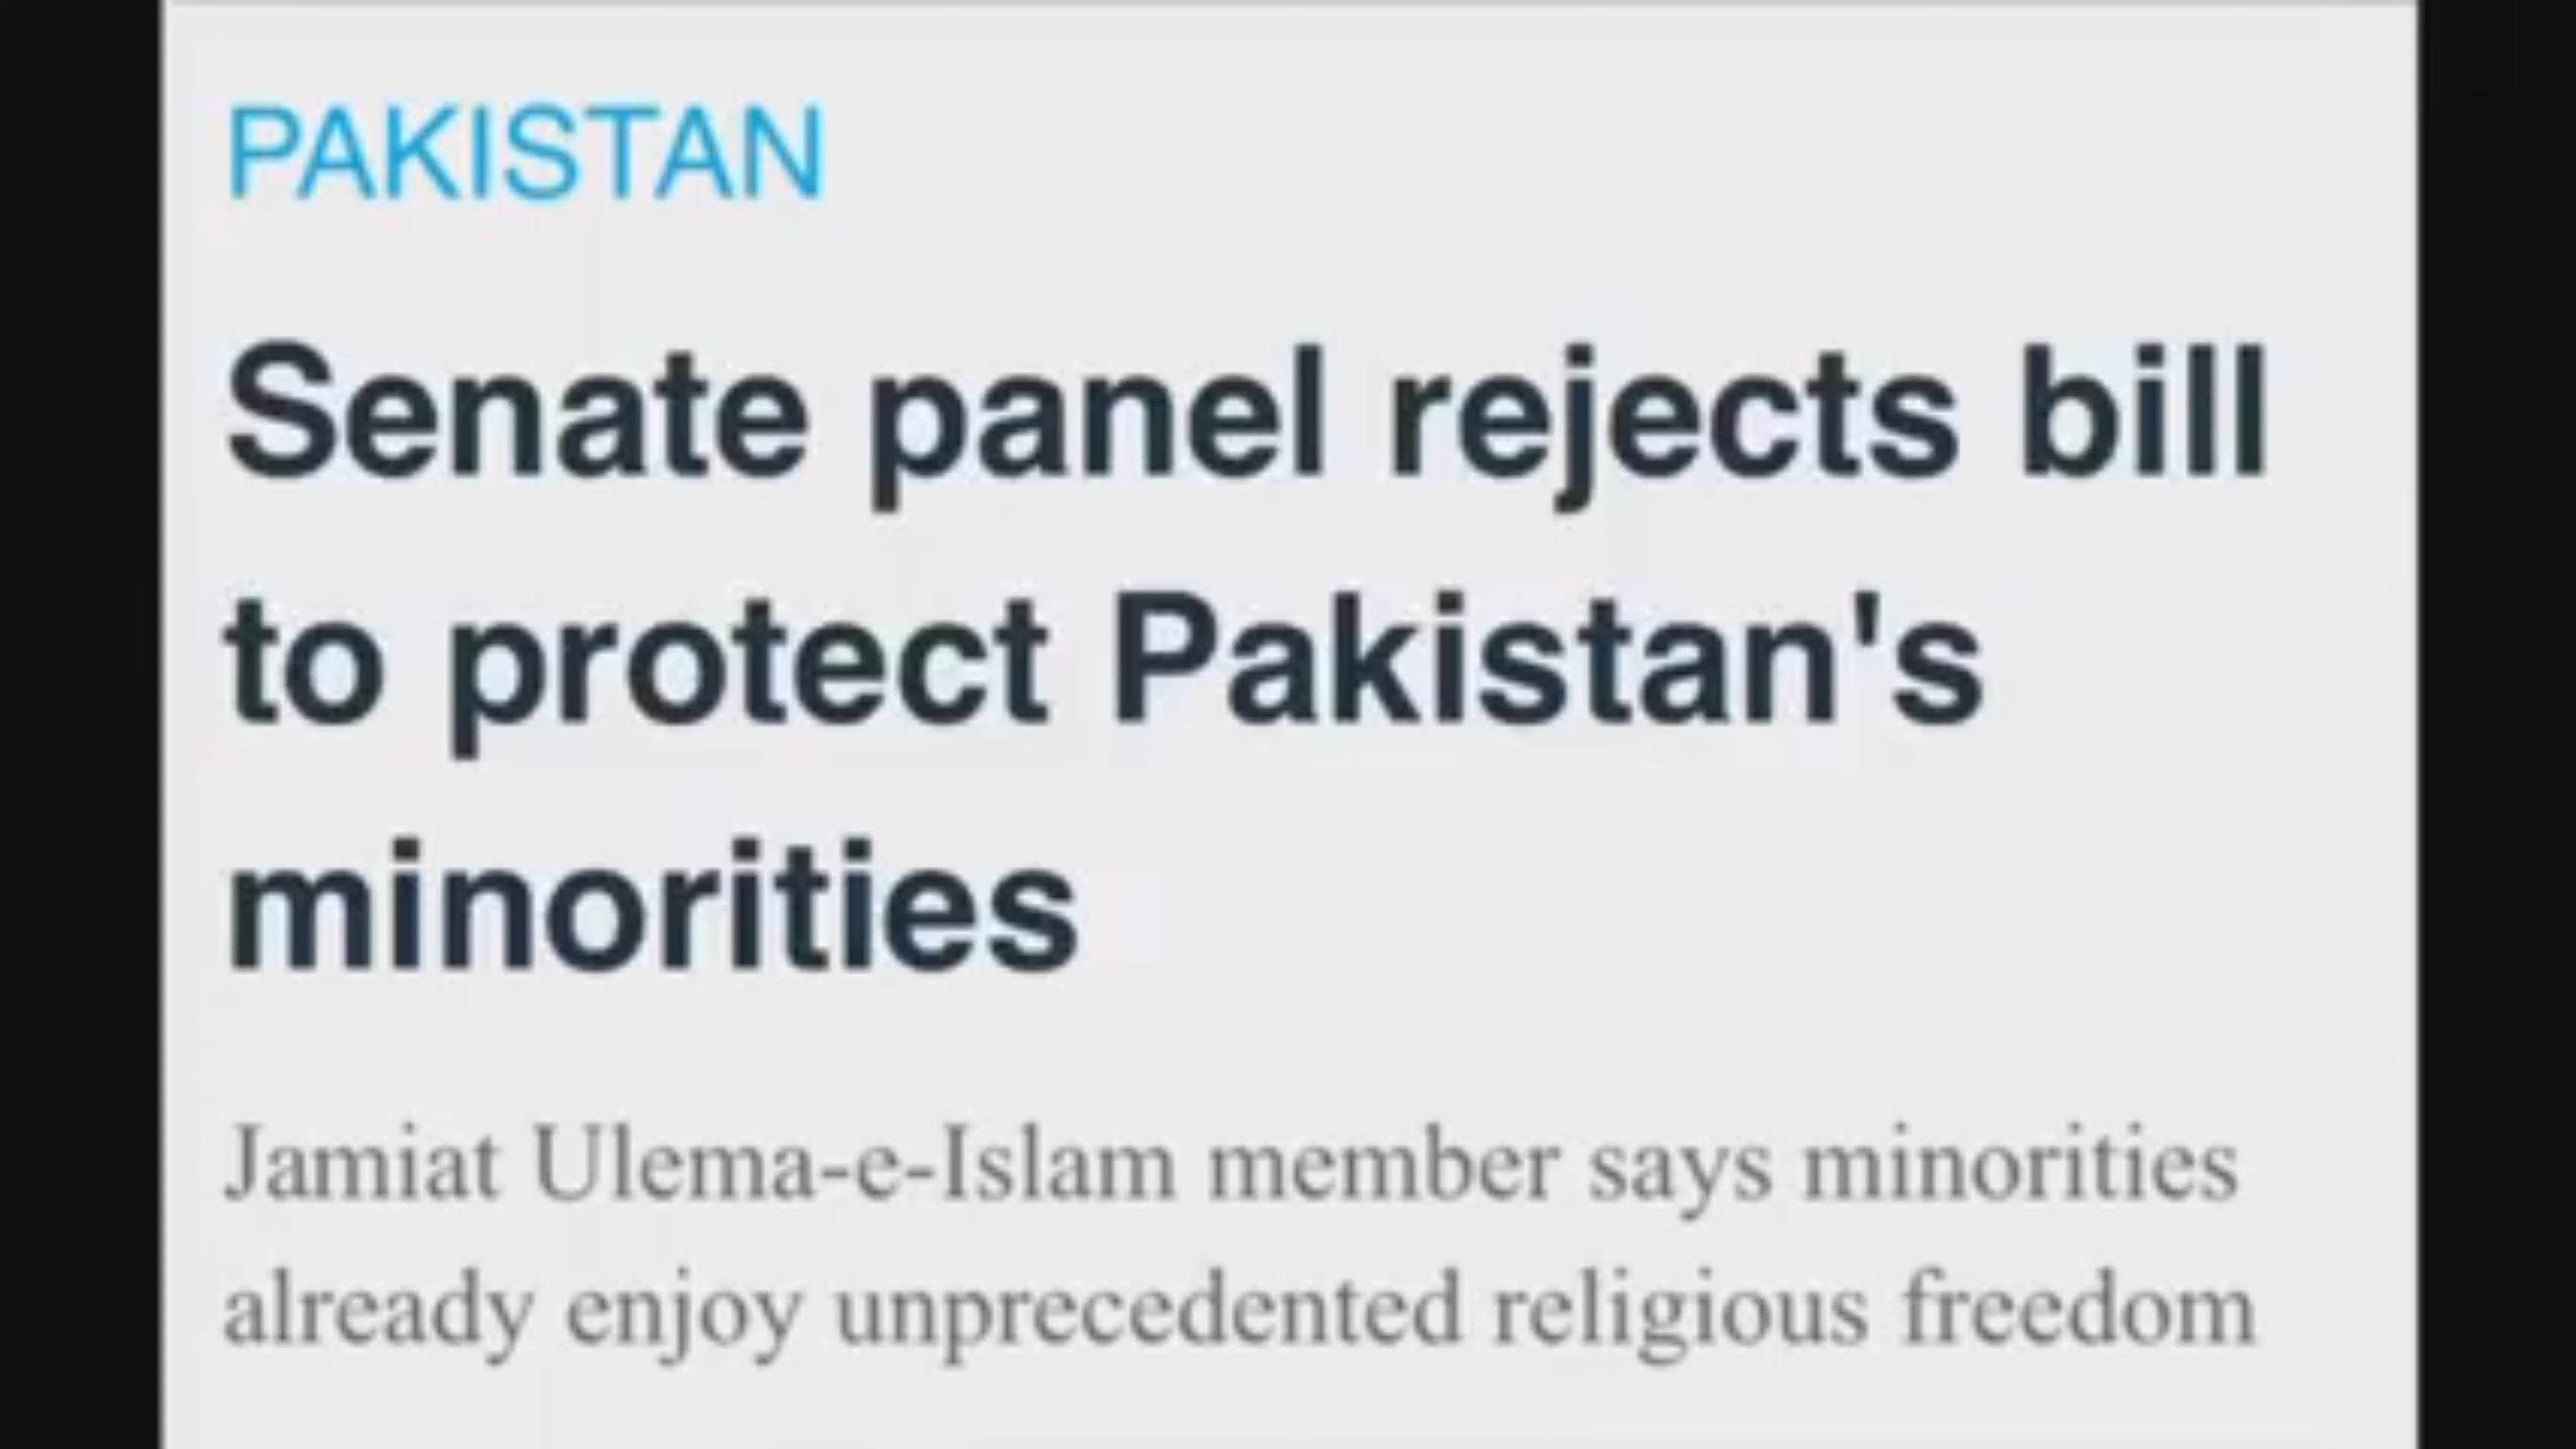 PAKISTAN
Senate panel rejects bill
to protect Pakistan's
minorities
Jamiat Ulema-e-Islam member says minorities
already enjoy unprecedented religious freedom